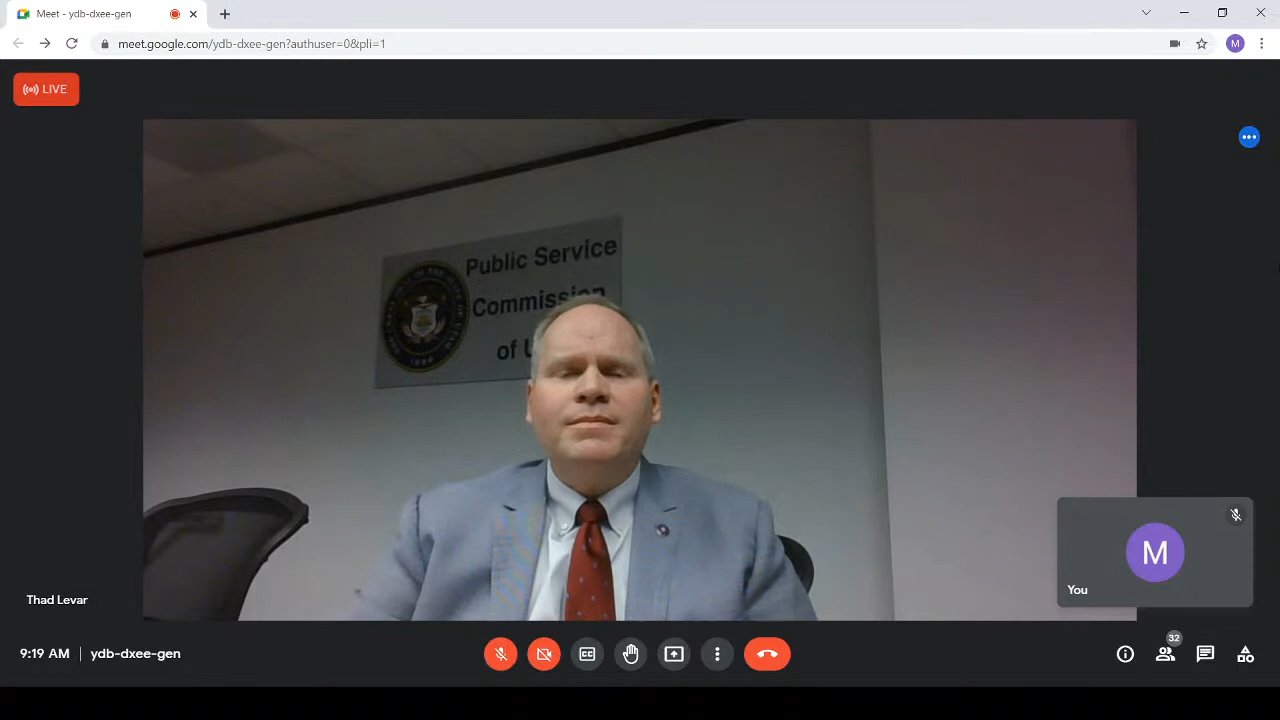 Meet - ydb-dxee-gen
meet.google.com/ydb-dxee-gen?authuser=0&pli=1
M
LIVE
Public Service
Commission
of
M
You
Thad Levar
9:19 AM
ydb-dxee-gen
CC
32